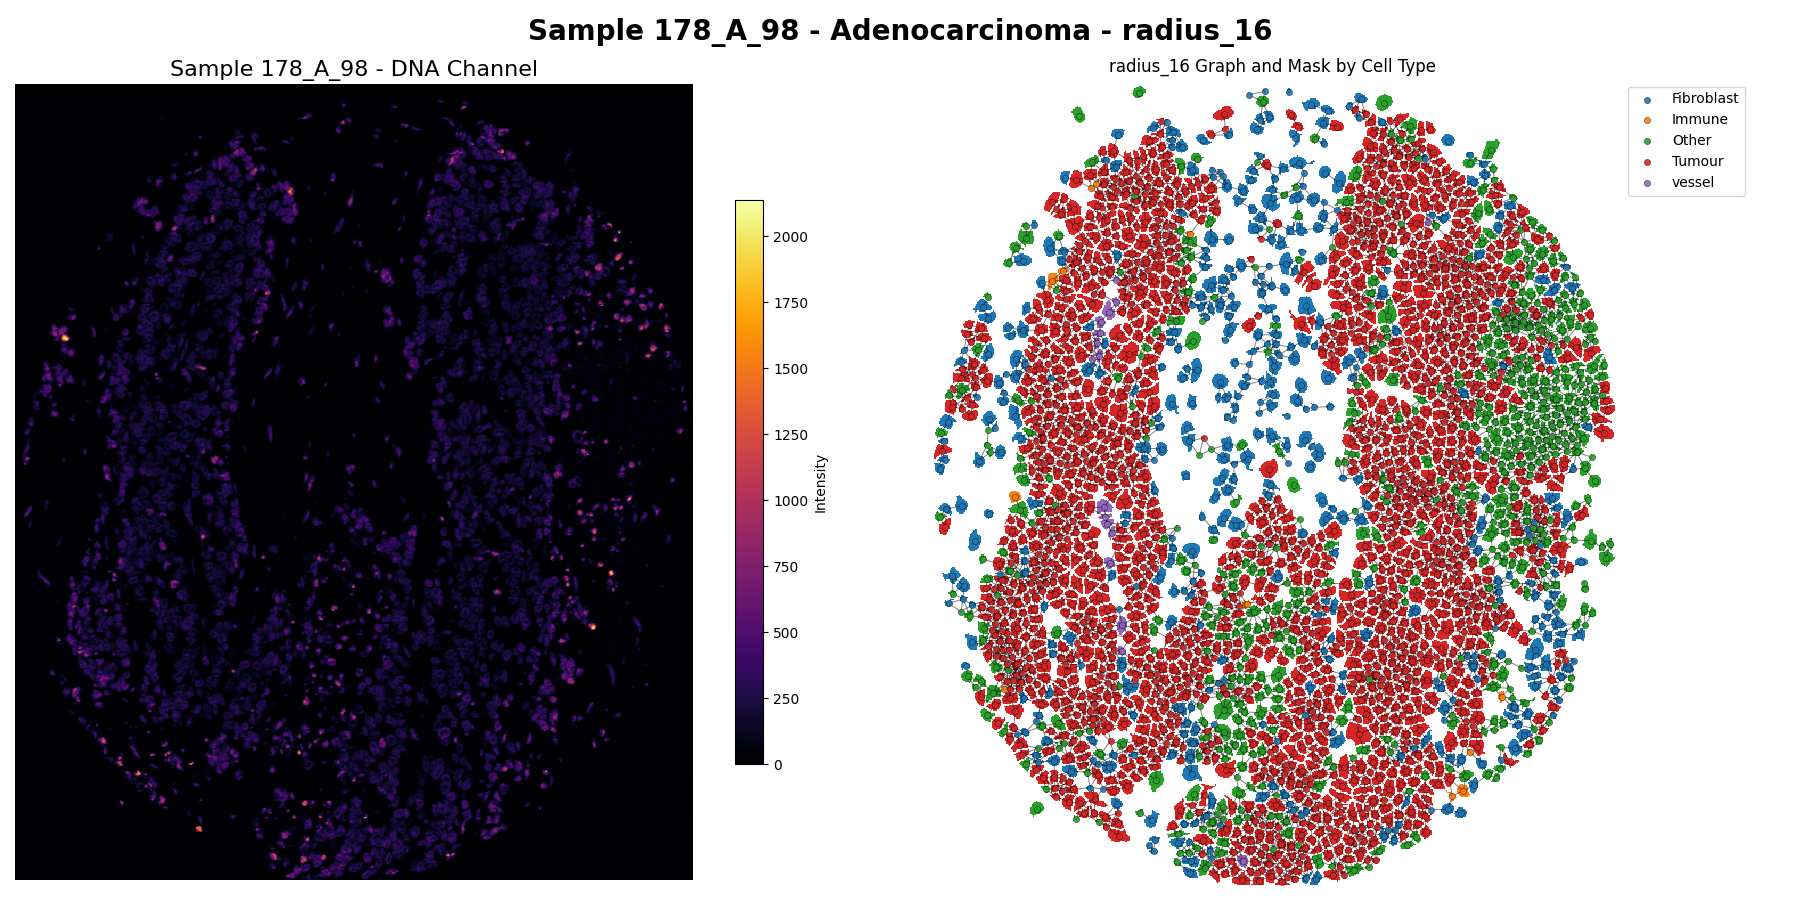 Sample 178_A_98 - Adenocarcinoma - radius_16
Sample 178_A_98 - DNA Channel
radius_16 Graph and Mask by Cell Type
Fibroblast
Immune
Other
Tumour
vessel
2000
1750
1500
1250
1000
750
500
250
0
Intensity